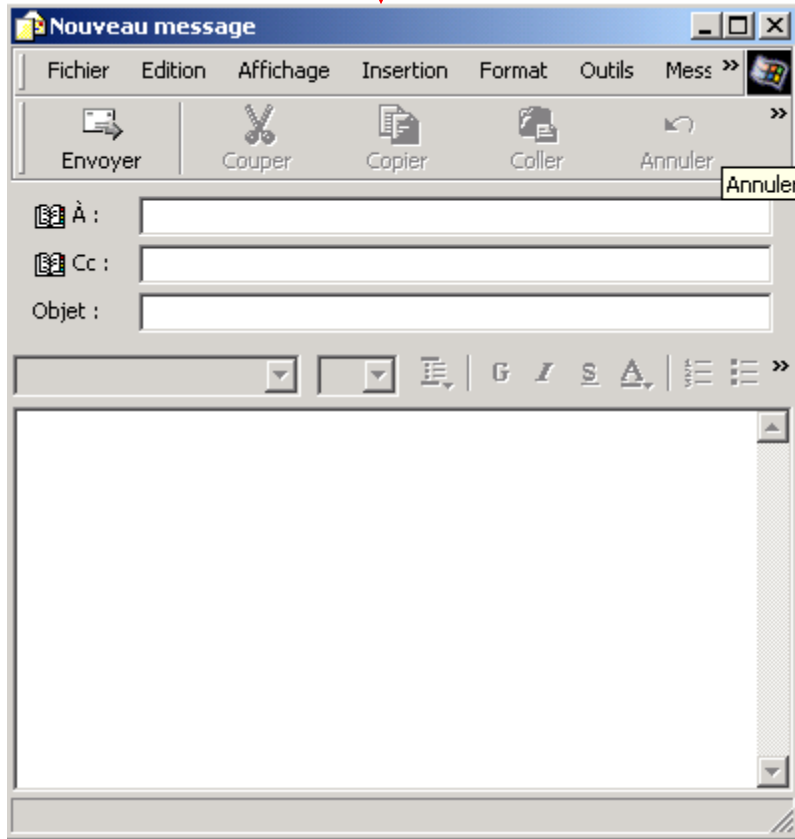 Nouveau message
Fichier Edition Affichage Insertion Format Outils Mess »
Envoyer Couper Copier Coller Annuler »
Annuler
À :
Cc :
Objet :
G I S A »